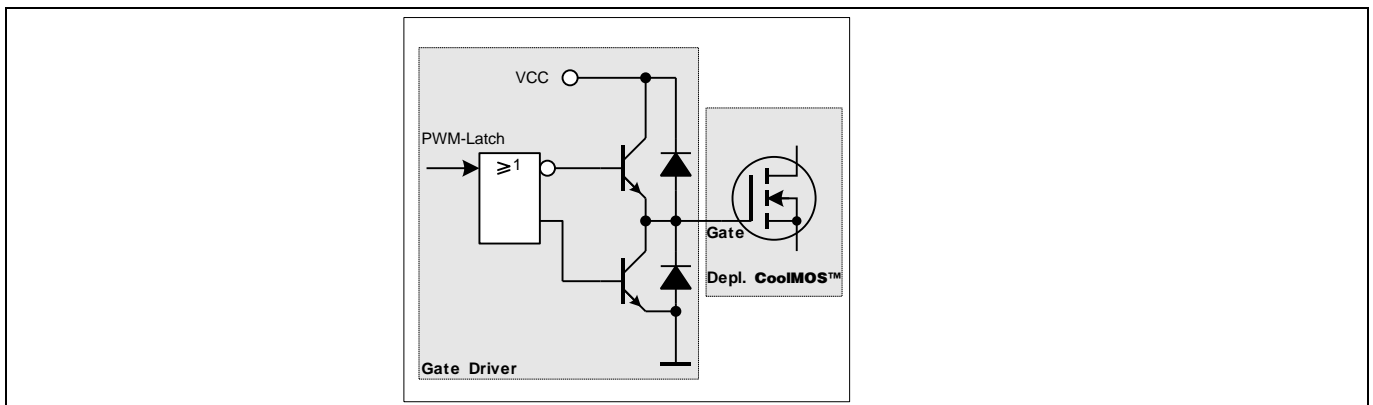 VCC
PWM-Latch
≥1
Gate
Depl. CoolMOS™
Gate Driver